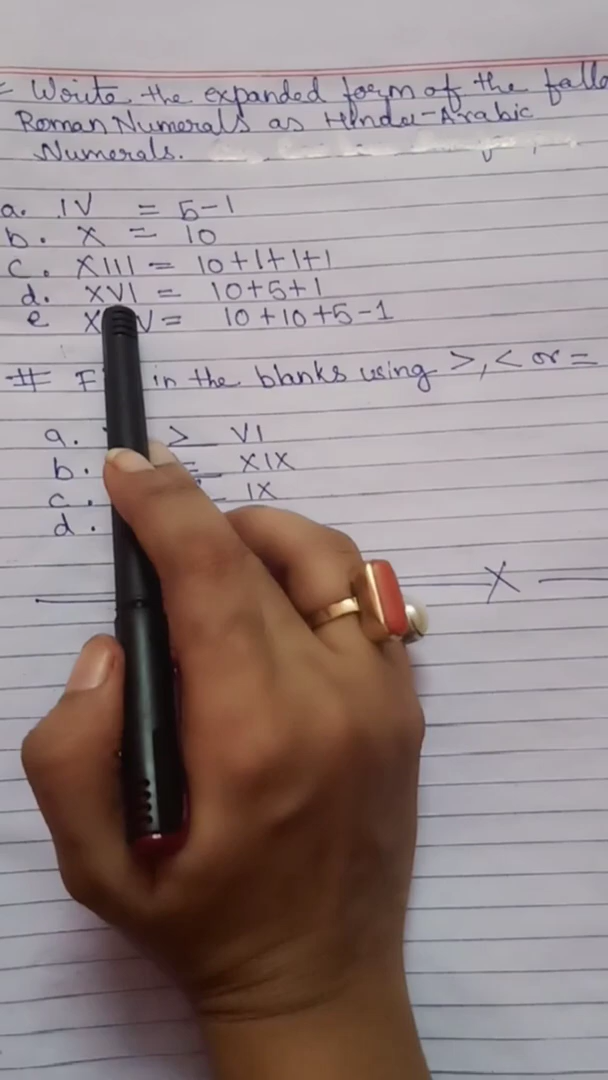 Write the expanded form of the
Roman Numerals as Hindu-Arabic
Numerals.
a. IV = 5-1
b. X = 10
c. XIII = 10+1+1+1
d. XVI = 10+5+1
e X V = 10+10+5-1
# F in the blanks using >, < or =
a. > VI
b. = XIX
c. IX
d.
X